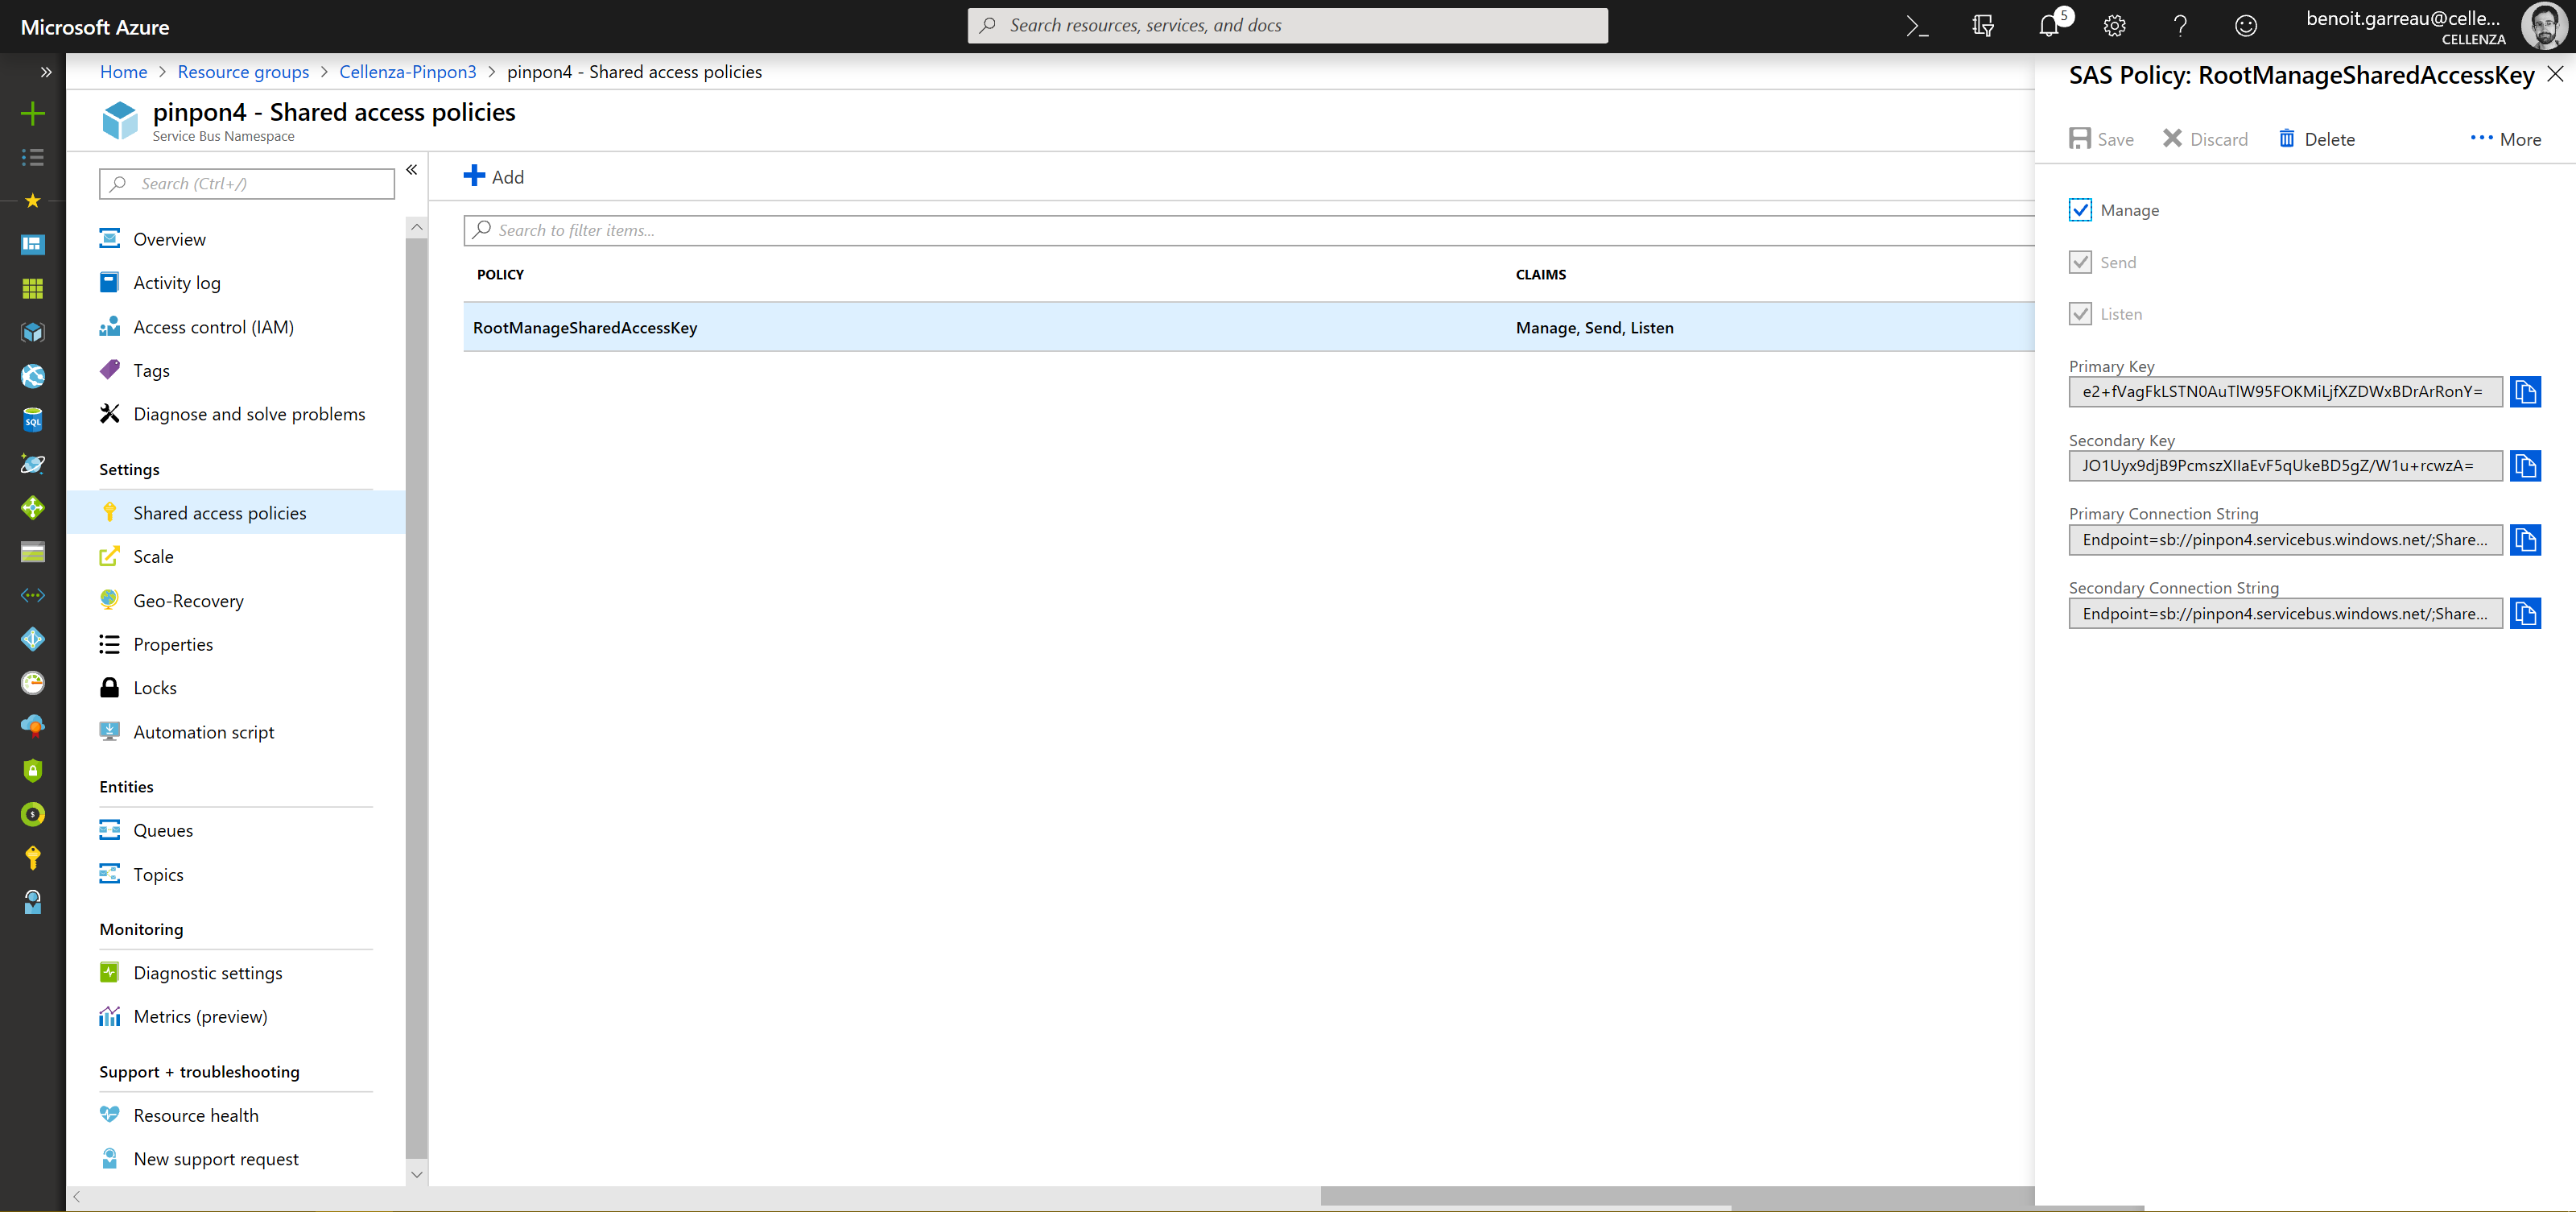 Microsoft Azure
Search resources, services, and docs
5
benoit.garreau@celle...
CELLENZA
Home > Resource groups > Cellenza-Pinpon3 > pinpon4 - Shared access policies
pinpon4 - Shared access policies
Service Bus Namespace
Search (Ctrl+/)
Overview
Activity log
Access control (IAM)
Tags
Diagnose and solve problems
Settings
Shared access policies
Scale
Geo-Recovery
Properties
Locks
Automation script
Entities
Queues
Topics
Monitoring
Diagnostic settings
Metrics (preview)
Support + troubleshooting
Resource health
New support request
SQL
Add
Search to filter items...
POLICY CLAIMS
RootManageSharedAccessKey Manage, Send, Listen
SAS Policy: RootManageSharedAccessKey
Save Discard Delete ... More
Manage
Send
Listen
Primary Key
Secondary Key
Primary Connection String
Endpoint=sb://pinpon4.servicebus.windows.net/;Share...
Secondary Connection String
Endpoint=sb://pinpon4.servicebus.windows.net/;Share...